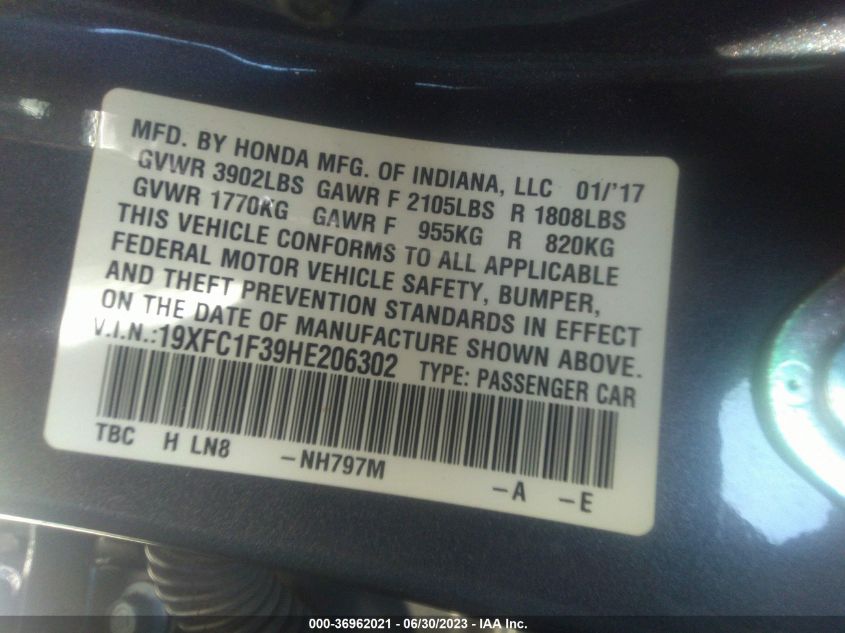 MFD. BY HONDA MFG. OF INDIANA, LLC 01/'17
GVWR 3902LBS GAWR F 2105LBS R 1808LBS
GVWR 1770KG GAWR F 955KG R 820KG
THIS VEHICLE CONFORMS TO ALL APPLICABLE
FEDERAL MOTOR VEHICLE SAFETY, BUMPER,
AND THEFT PREVENTION STANDARDS IN EFFECT
ON THE DATE OF MANUFACTURE SHOWN ABOVE.
V.I.N.:19XFC1F39HE206302 TYPE: PASSENGER CAR
TBC H LN8 -NH797M -A -E
000-36962021 - 06/30/2023 - IAA Inc.